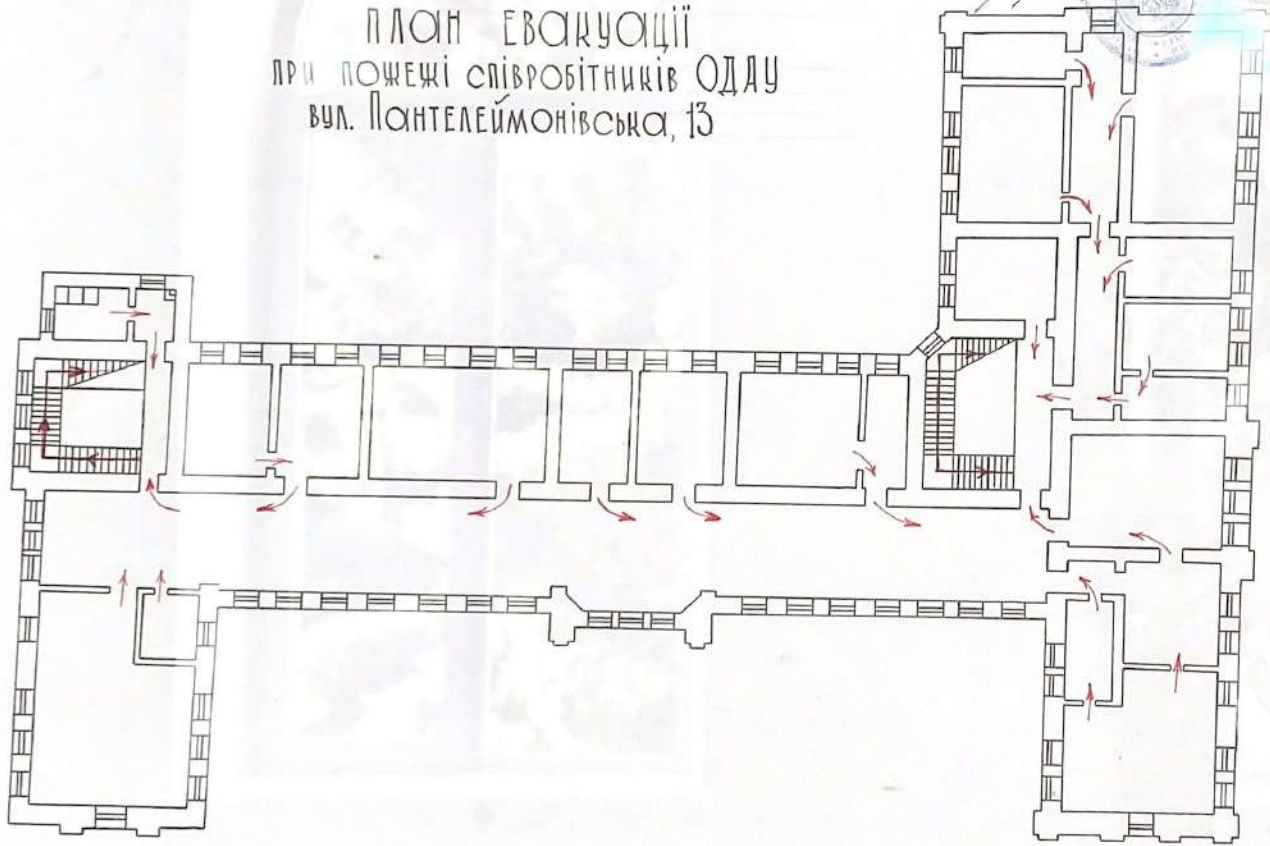 ПЛАН ЕВАКУАЦІЇ
ПРИ ПОЖЕЖІ СПІВРОБІТНИКІВ ОДАУ
ВУЛ. ПАНТЕЛЕЙМОНІВСЬКА, 13